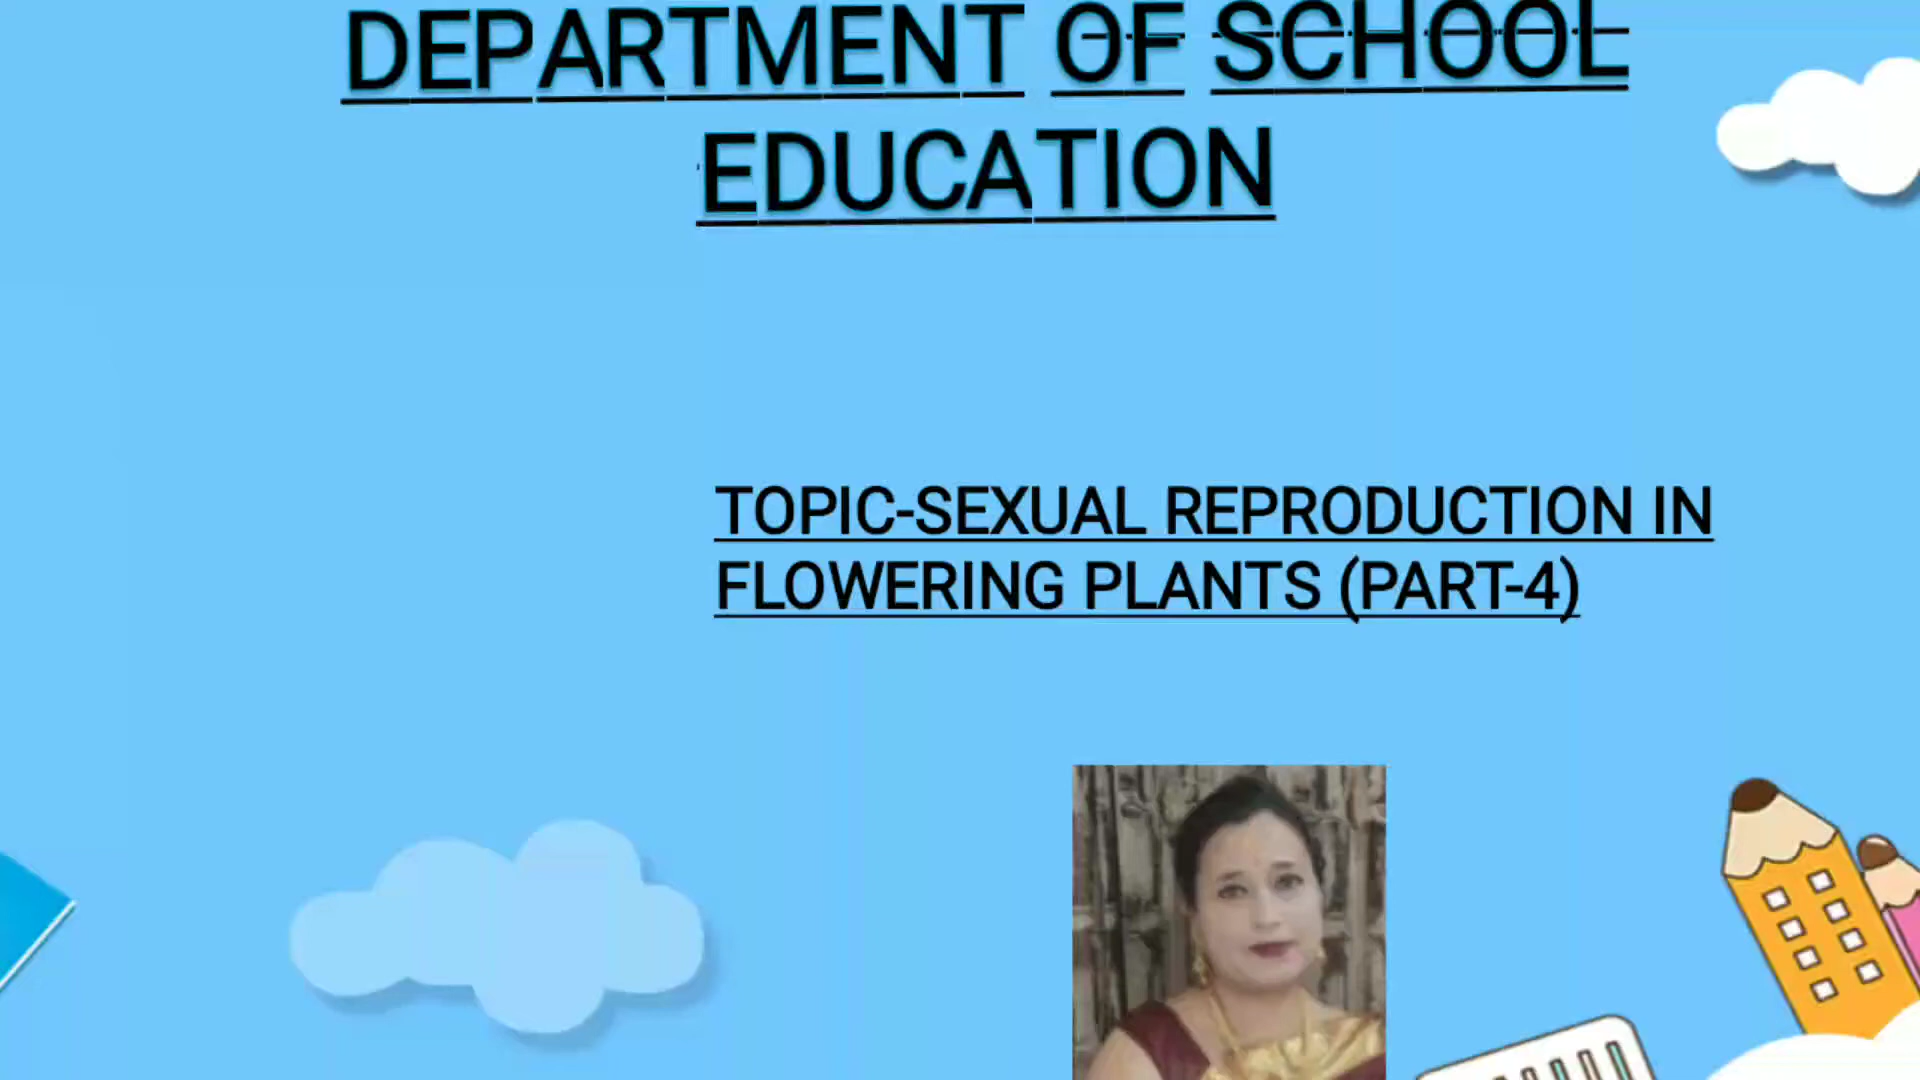 DEPARTMENT OF SCHOOL
EDUCATION
TOPIC-SEXUAL REPRODUCTION IN
FLOWERING PLANTS (PART-4)